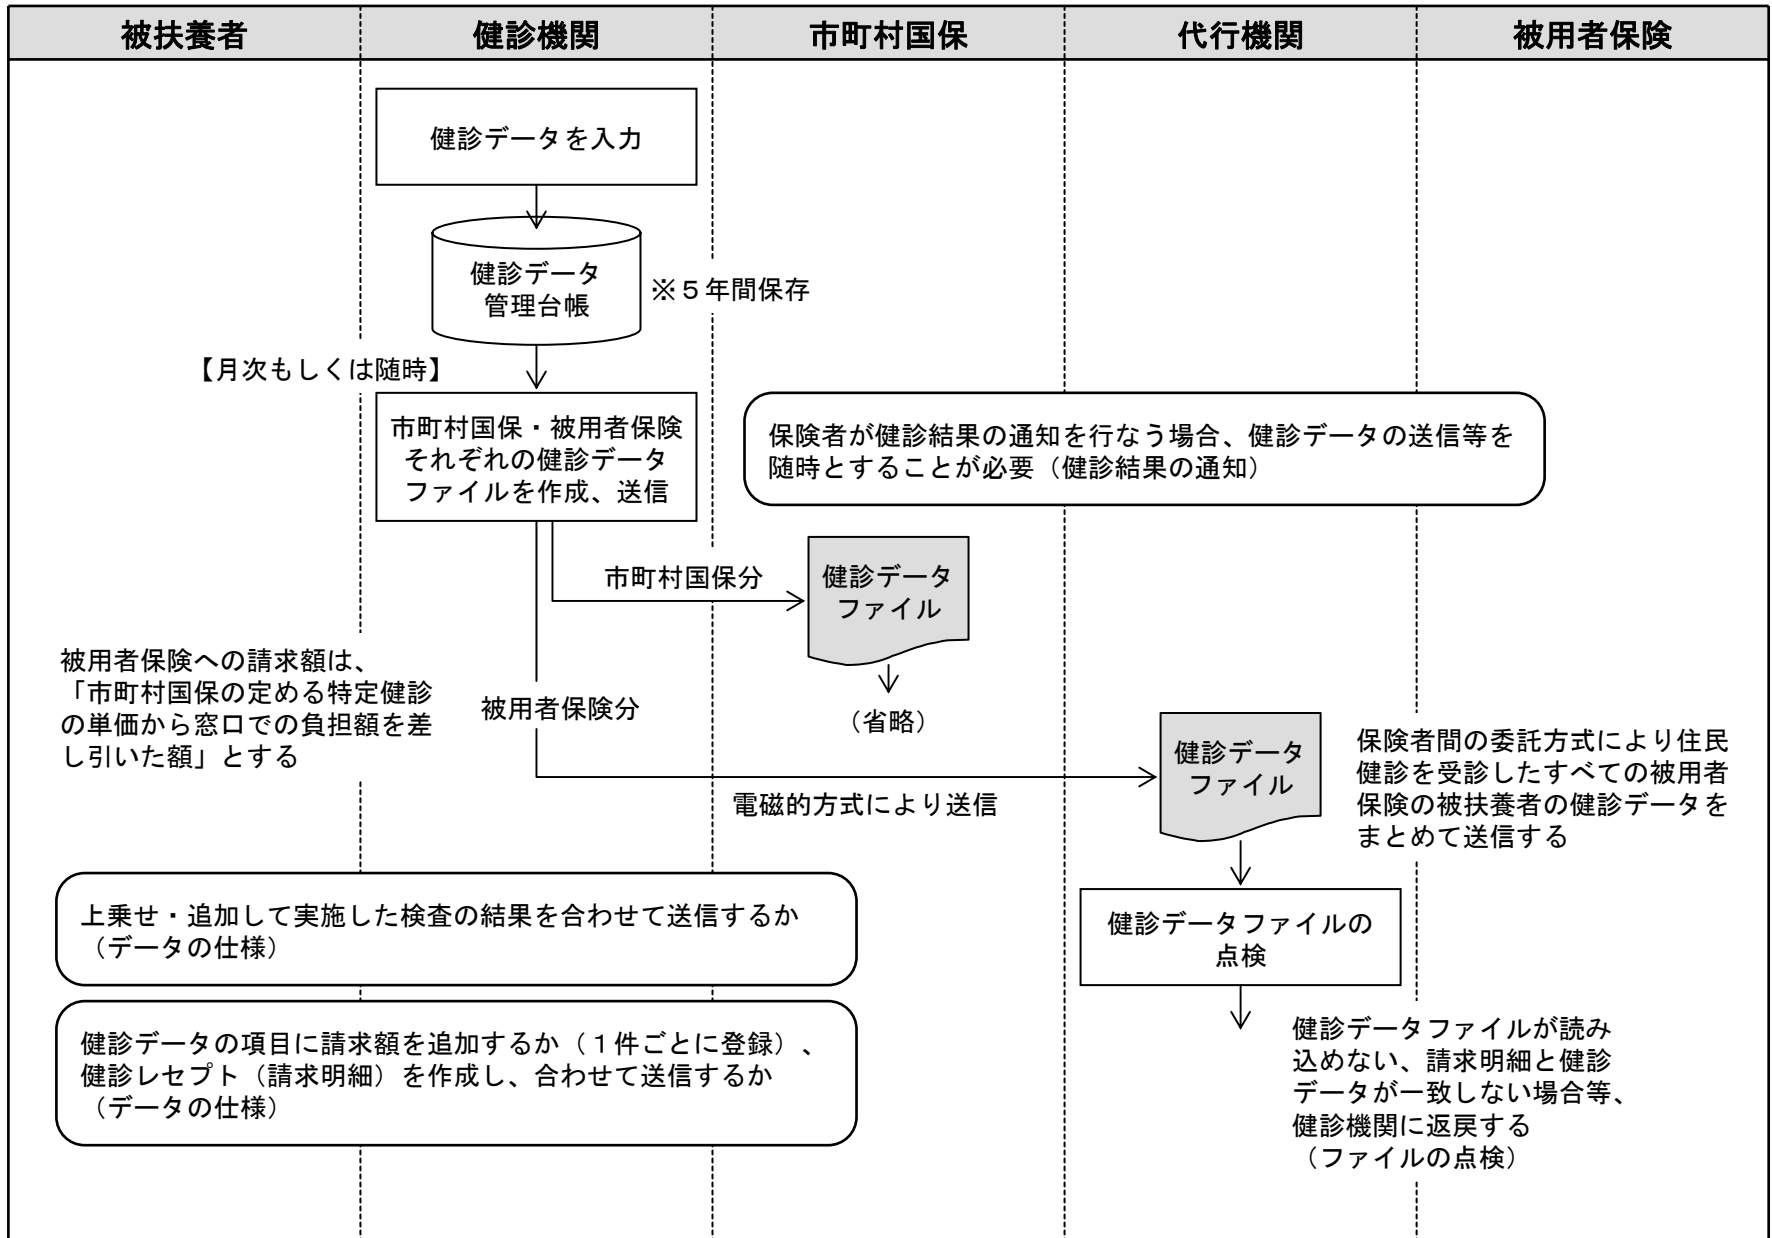 被扶養者
健診機関
市町村国保
代行機関
被用者保険
健診データを入力
健診データ
管理台帳
※５年間保存
【月次もしくは随時】
市町村国保・被用者保険
それぞれの健診データ
ファイルを作成、送信
保険者が健診結果の通知を行なう場合、健診データの送信等を
随時とすることが必要（健診結果の通知）
市町村国保分
健診データ
ファイル
（省略）
被用者保険への請求額は、
「市町村国保の定める特定健診
の単価から窓口での負担額を差
し引いた額」とする
被用者保険分
電磁的方式により送信
健診データ
ファイル
保険者間の委託方式により住民
健診を受診したすべての被用者
保険の被扶養者の健診データを
まとめて送信する
上乗せ・追加して実施した検査の結果を合わせて送信するか
（データの仕様）
健診データファイルの
点検
健診データの項目に請求額を追加するか（１件ごとに登録）、
健診レセプト（請求明細）を作成し、合わせて送信するか
（データの仕様）
健診データファイルが読み
込めない、請求明細と健診
データが一致しない場合等、
健診機関に返戻する
（ファイルの点検）